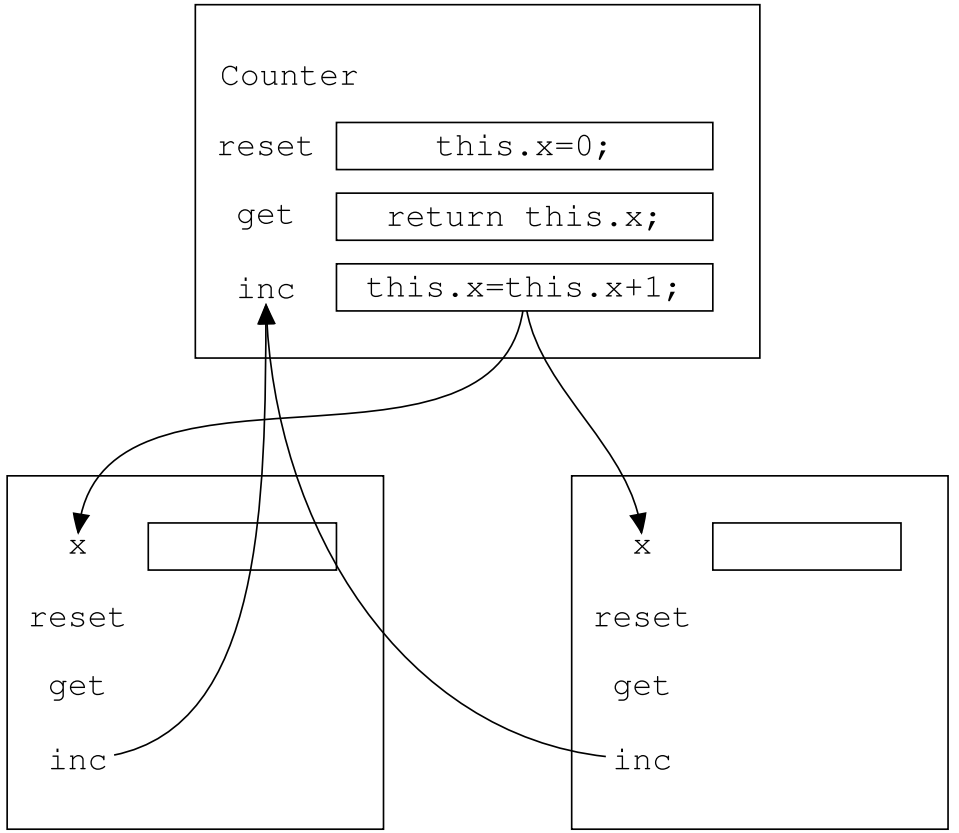 Counter
reset this.x=0;
get return this.x;
inc this.x=this.x+1;
x
reset
get
inc
x
reset
get
inc